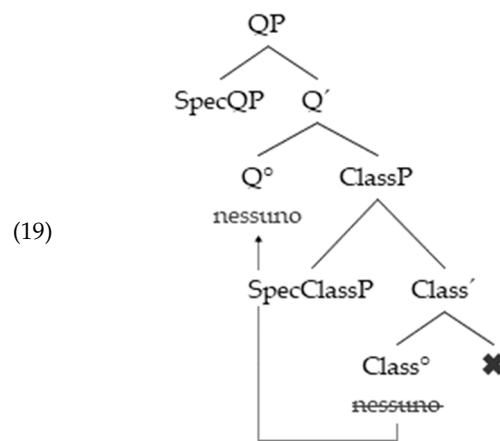 QP
SpecQP Q′
Q° ClassP
nessuno
(19)
SpecClassP Class′
Class° ✖
nessuno